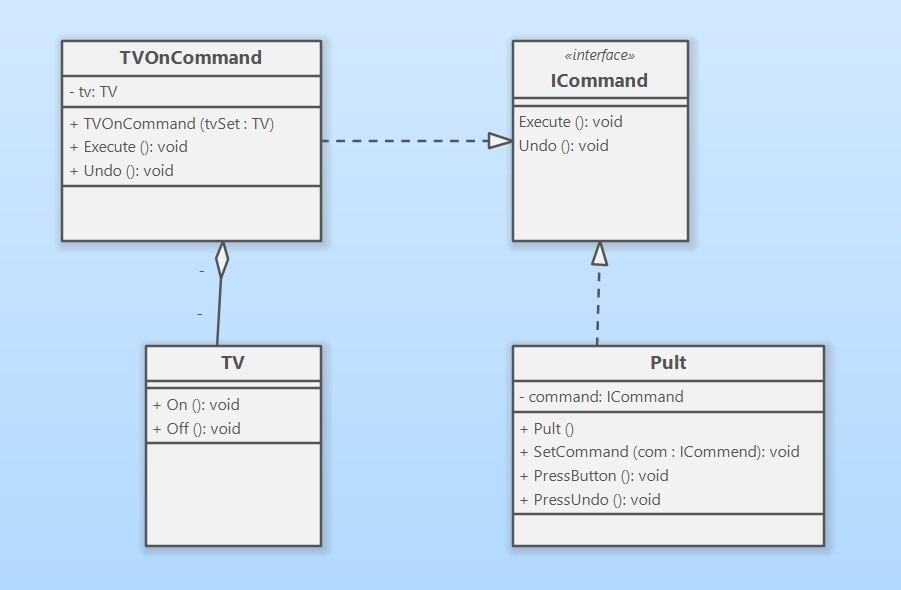 TVOnCommand
- tv: TV
+ TVOnCommand (tvSet : TV)
+ Execute (): void
+ Undo (): void
«interface»
ICommand
Execute (): void
Undo (): void
-
-
TV
+ On (): void
+ Off (): void
Pult
- command: ICommand
+ Pult ()
+ SetCommand (com : ICommend): void
+ PressButton (): void
+ PressUndo (): void